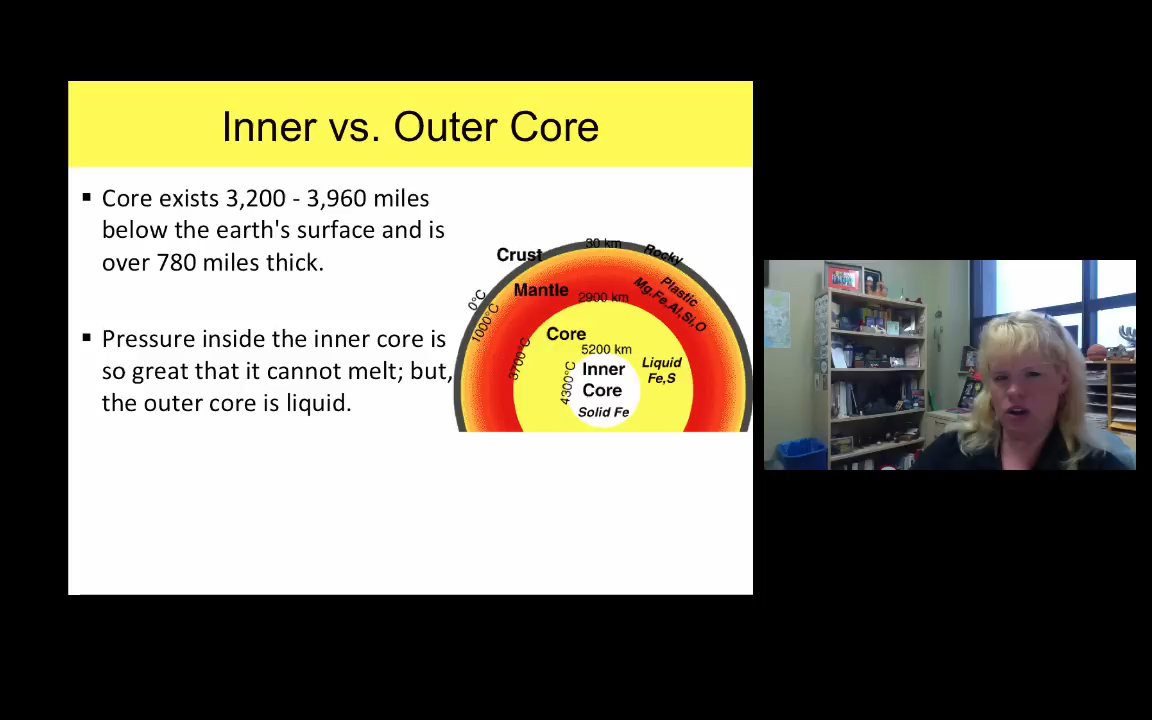 Inner vs. Outer Core
▪ Core exists 3,200 - 3,960 miles
below the earth's surface and is
over 780 miles thick.
▪ Pressure inside the inner core is
so great that it cannot melt; but,
the outer core is liquid.
30 km
Crust
Rocky
Mantle
2900 km
Plastic
Mg,Fe,Al,Si,O
0°C
1000°C
Core
3700°C
5200 km
Liquid
Fe,S
4300°C
Inner
Core
Solid Fe